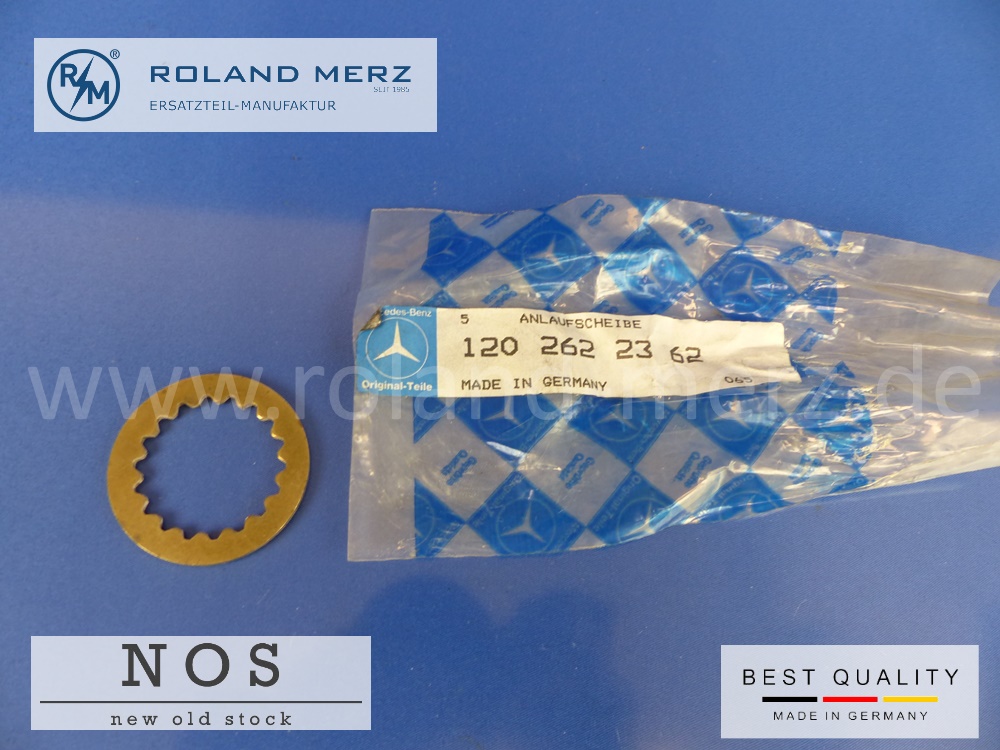 RM®
ROLAND MERZ
SEIT 1985
ERSATZTEIL-MANUFAKTUR
5 ANLAUFSCHEIBE
120 262 23 62
MADE IN GERMANY
Original-Teile
www.roland-merz.de
NOS
new old stock
BEST QUALITY
MADE IN GERMANY